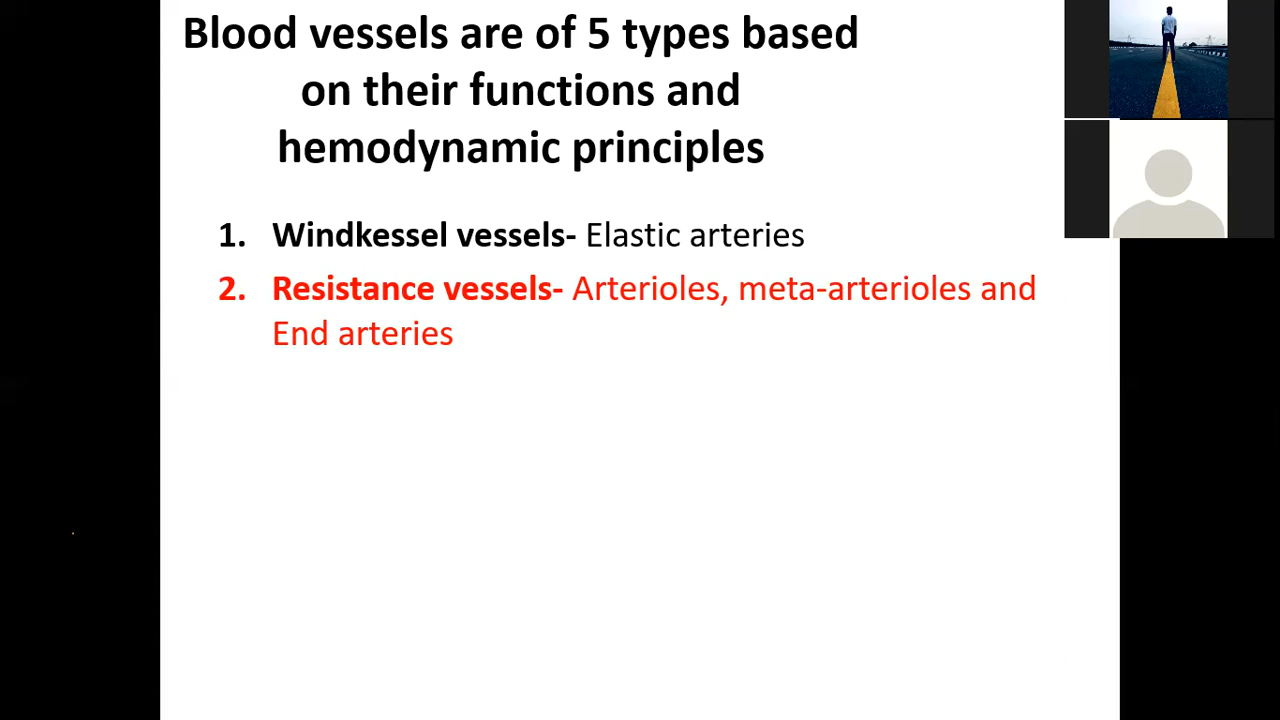 Blood vessels are of 5 types based
on their functions and
hemodynamic principles
1. Windkessel vessels- Elastic arteries
2. Resistance vessels- Arterioles, meta-arterioles and
End arteries